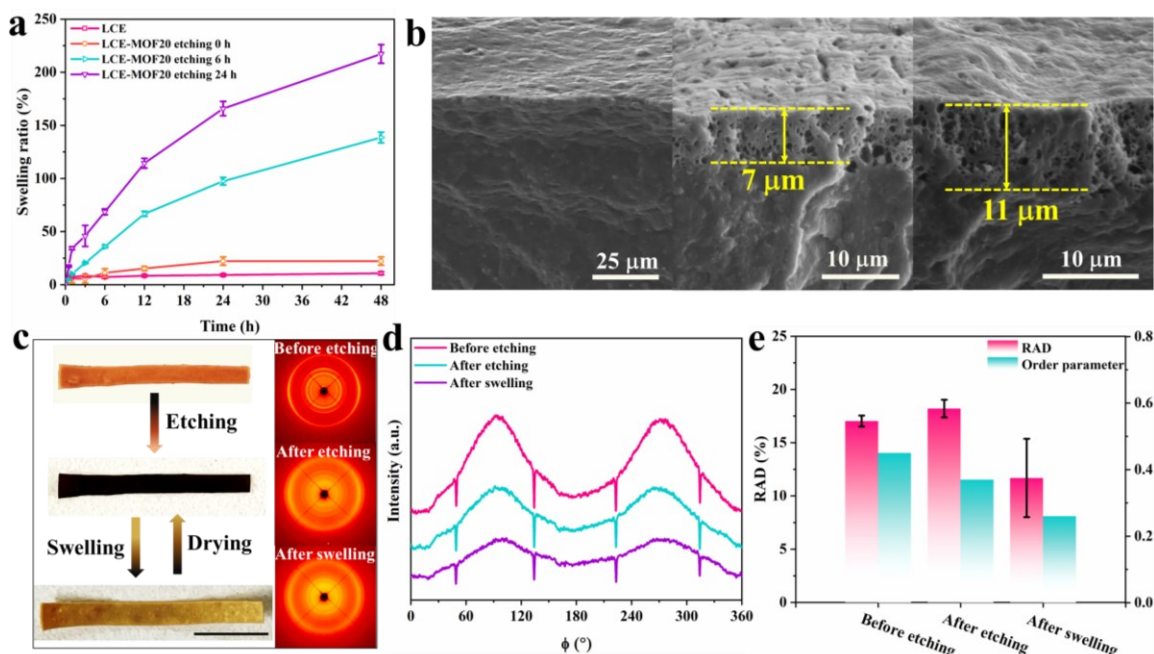 a
250
200
150
100
50
0
Swelling ratio (%)
LCE
LCE-MOF20 etching 0 h
LCE-MOF20 etching 6 h
LCE-MOF20 etching 24 h
0 6 12 18 24 30 36 42 48
Time (h)
b
25 μm
7 μm
10 μm
11 μm
10 μm
c
Etching
Swelling
Drying
Before etching
After etching
After swelling
d
Before etching
After etching
After swelling
Intensity (a.u.)
0 60 120 180 240 300 360
ϕ (°)
e
25
20
15
10
5
0
RAD (%)
RAD
Order parameter
0.8
0.6
0.4
0.2
0.0
Before etching
After etching
After swelling